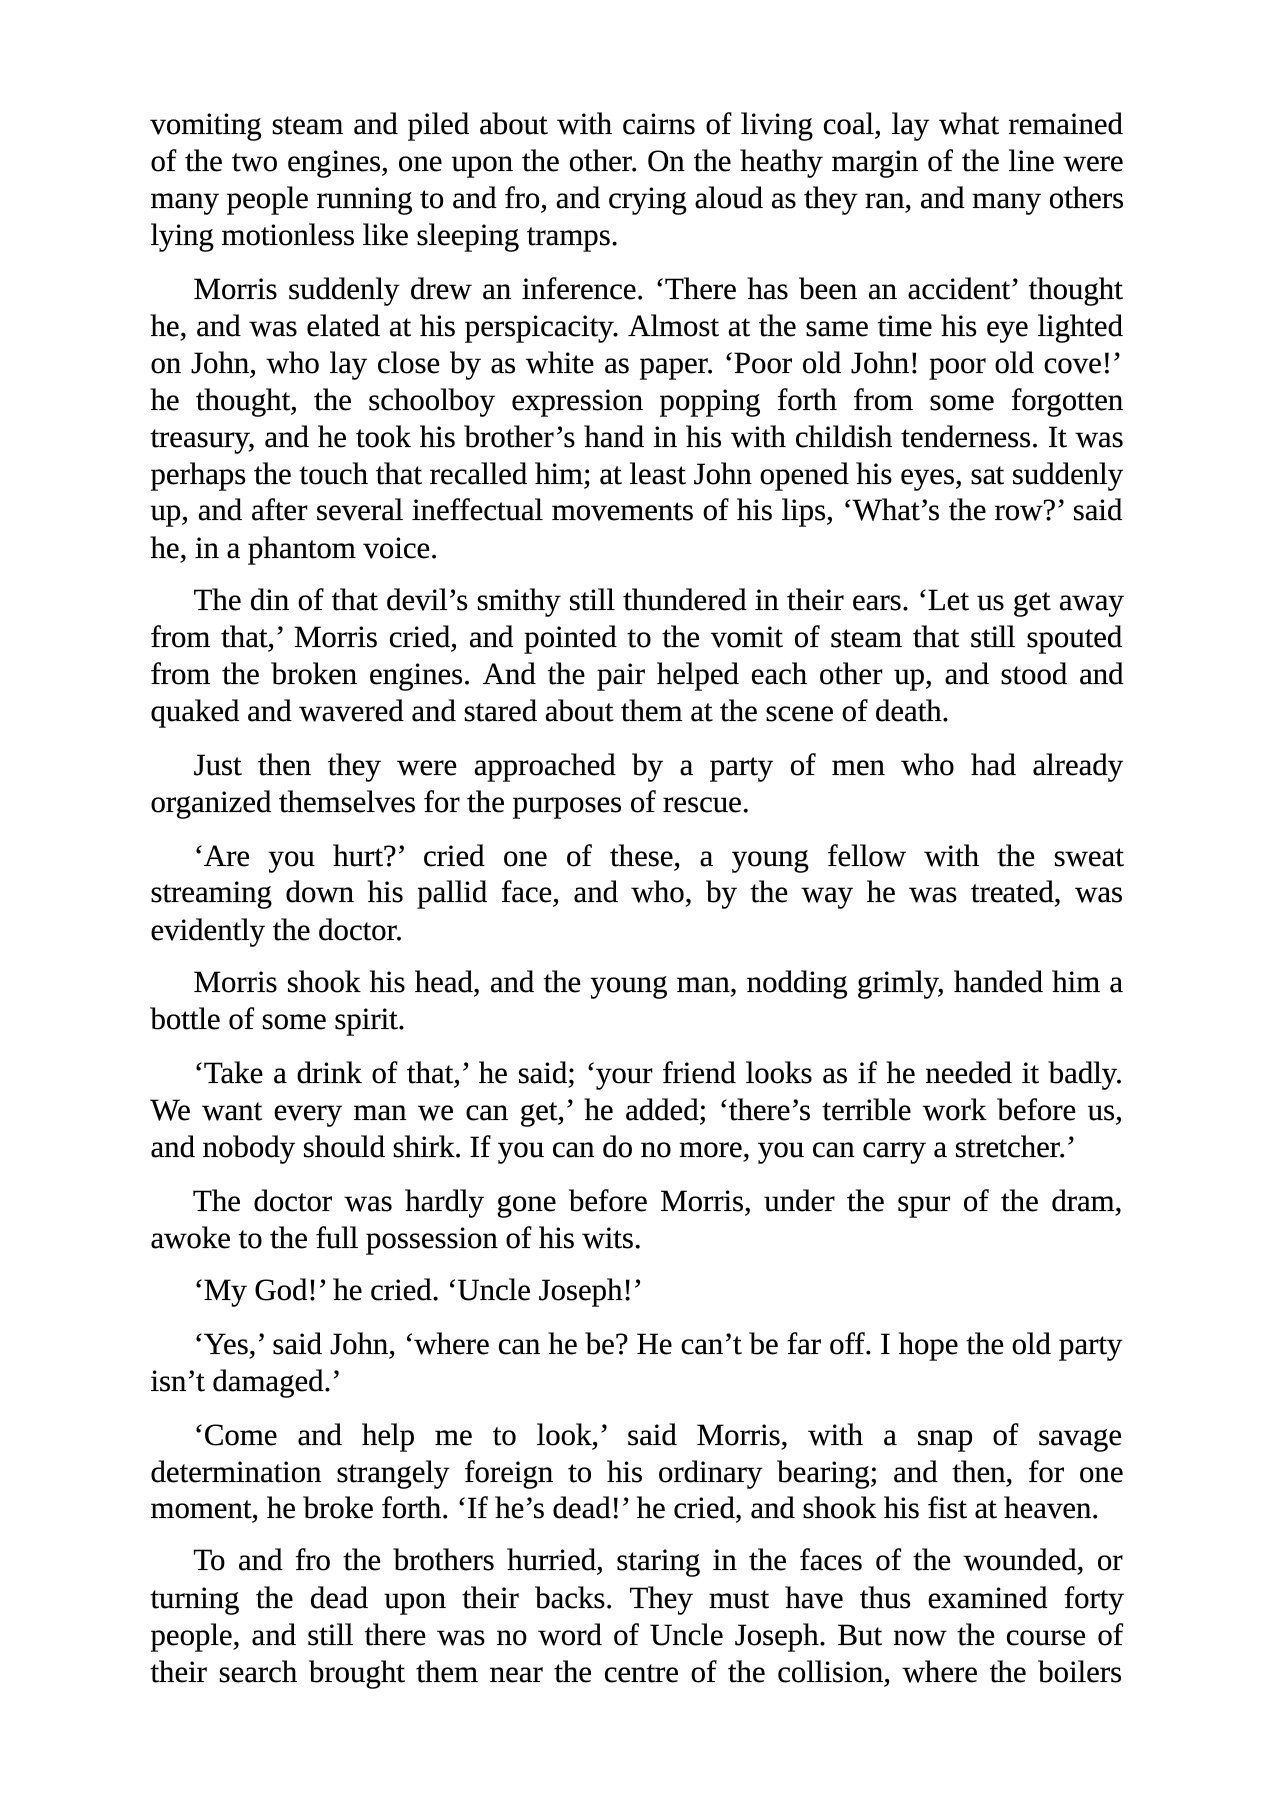 vomiting steam and piled about with cairns of living coal, lay what remained
of the two engines, one upon the other. On the heathy margin of the line were
many people running to and fro, and crying aloud as they ran, and many others
lying motionless like sleeping tramps.
Morris suddenly drew an inference. ‘There has been an accident’ thought
he, and was elated at his perspicacity. Almost at the same time his eye lighted
on John, who lay close by as white as paper. ‘Poor old John! poor old cove!’
he thought, the schoolboy expression popping forth from some forgotten
treasury, and he took his brother’s hand in his with childish tenderness. It was
perhaps the touch that recalled him; at least John opened his eyes, sat suddenly
up, and after several ineffectual movements of his lips, ‘What’s the row?’ said
he, in a phantom voice.
The din of that devil’s smithy still thundered in their ears. ‘Let us get away
from that,’ Morris cried, and pointed to the vomit of steam that still spouted
from the broken engines. And the pair helped each other up, and stood and
quaked and wavered and stared about them at the scene of death.
Just then they were approached by a party of men who had already
organized themselves for the purposes of rescue.
‘Are you hurt?’ cried one of these, a young fellow with the sweat
streaming down his pallid face, and who, by the way he was treated, was
evidently the doctor.
Morris shook his head, and the young man, nodding grimly, handed him a
bottle of some spirit.
‘Take a drink of that,’ he said; ‘your friend looks as if he needed it badly.
We want every man we can get,’ he added; ‘there’s terrible work before us,
and nobody should shirk. If you can do no more, you can carry a stretcher.’
The doctor was hardly gone before Morris, under the spur of the dram,
awoke to the full possession of his wits.
‘My God!’ he cried. ‘Uncle Joseph!’
‘Yes,’ said John, ‘where can he be? He can’t be far off. I hope the old party
isn’t damaged.’
‘Come and help me to look,’ said Morris, with a snap of savage
determination strangely foreign to his ordinary bearing; and then, for one
moment, he broke forth. ‘If he’s dead!’ he cried, and shook his fist at heaven.
To and fro the brothers hurried, staring in the faces of the wounded, or
turning the dead upon their backs. They must have thus examined forty
people, and still there was no word of Uncle Joseph. But now the course of
their search brought them near the centre of the collision, where the boilers